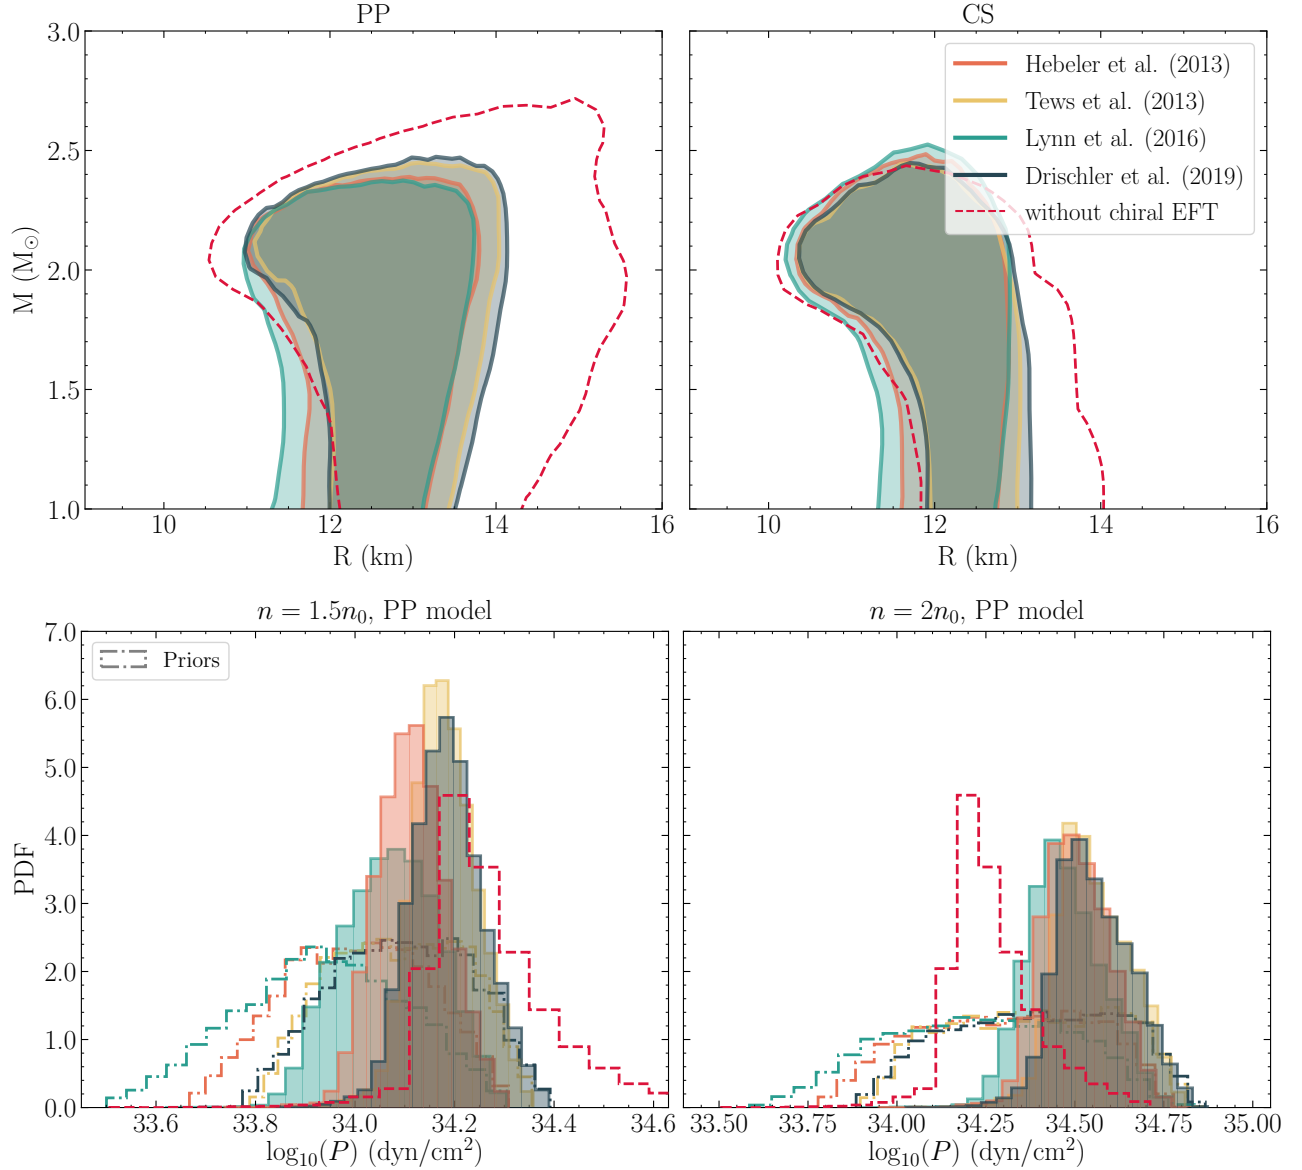 PP
CS
3.0
2.5
2.0
1.5
1.0
M (M⊙)
10
12
14
16
R (km)
10
12
14
16
R (km)
Hebeler et al. (2013)
Tews et al. (2013)
Lynn et al. (2016)
Drischler et al. (2019)
without chiral EFT
n = 1.5n₀, PP model
n = 2n₀, PP model
7.0
6.0
5.0
4.0
3.0
2.0
1.0
0.0
PDF
Priors
33.6
33.8
34.0
34.2
34.4
34.6
log₁₀(P) (dyn/cm²)
33.50
33.75
34.00
34.25
34.50
34.75
35.00
log₁₀(P) (dyn/cm²)